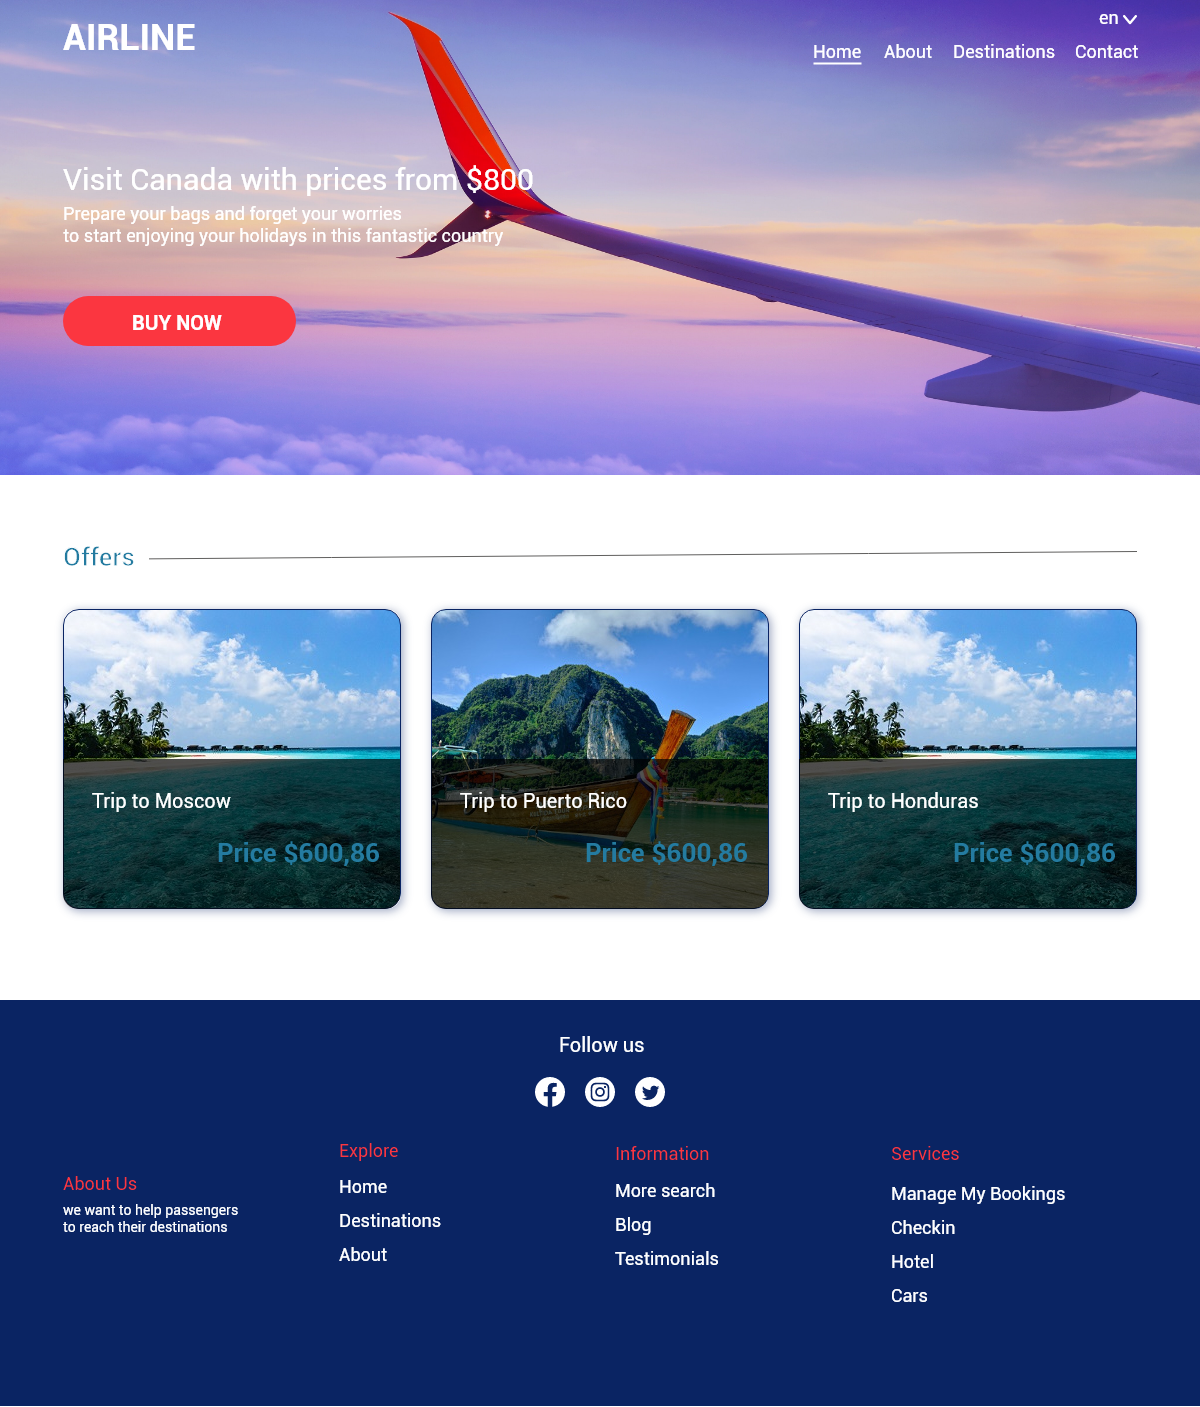 AIRLINE
en
Home About Destinations Contact
Visit Canada with prices from $800
Prepare your bags and forget your worries
to start enjoying your holidays in this fantastic country
BUY NOW
Offers
Trip to Moscow
Price $600,86
Trip to Puerto Rico
Price $600,86
Trip to Honduras
Price $600,86
Follow us
About Us
we want to help passengers
to reach their destinations
Explore
Home
Destinations
About
Information
More search
Blog
Testimonials
Services
Manage My Bookings
Checkin
Hotel
Cars